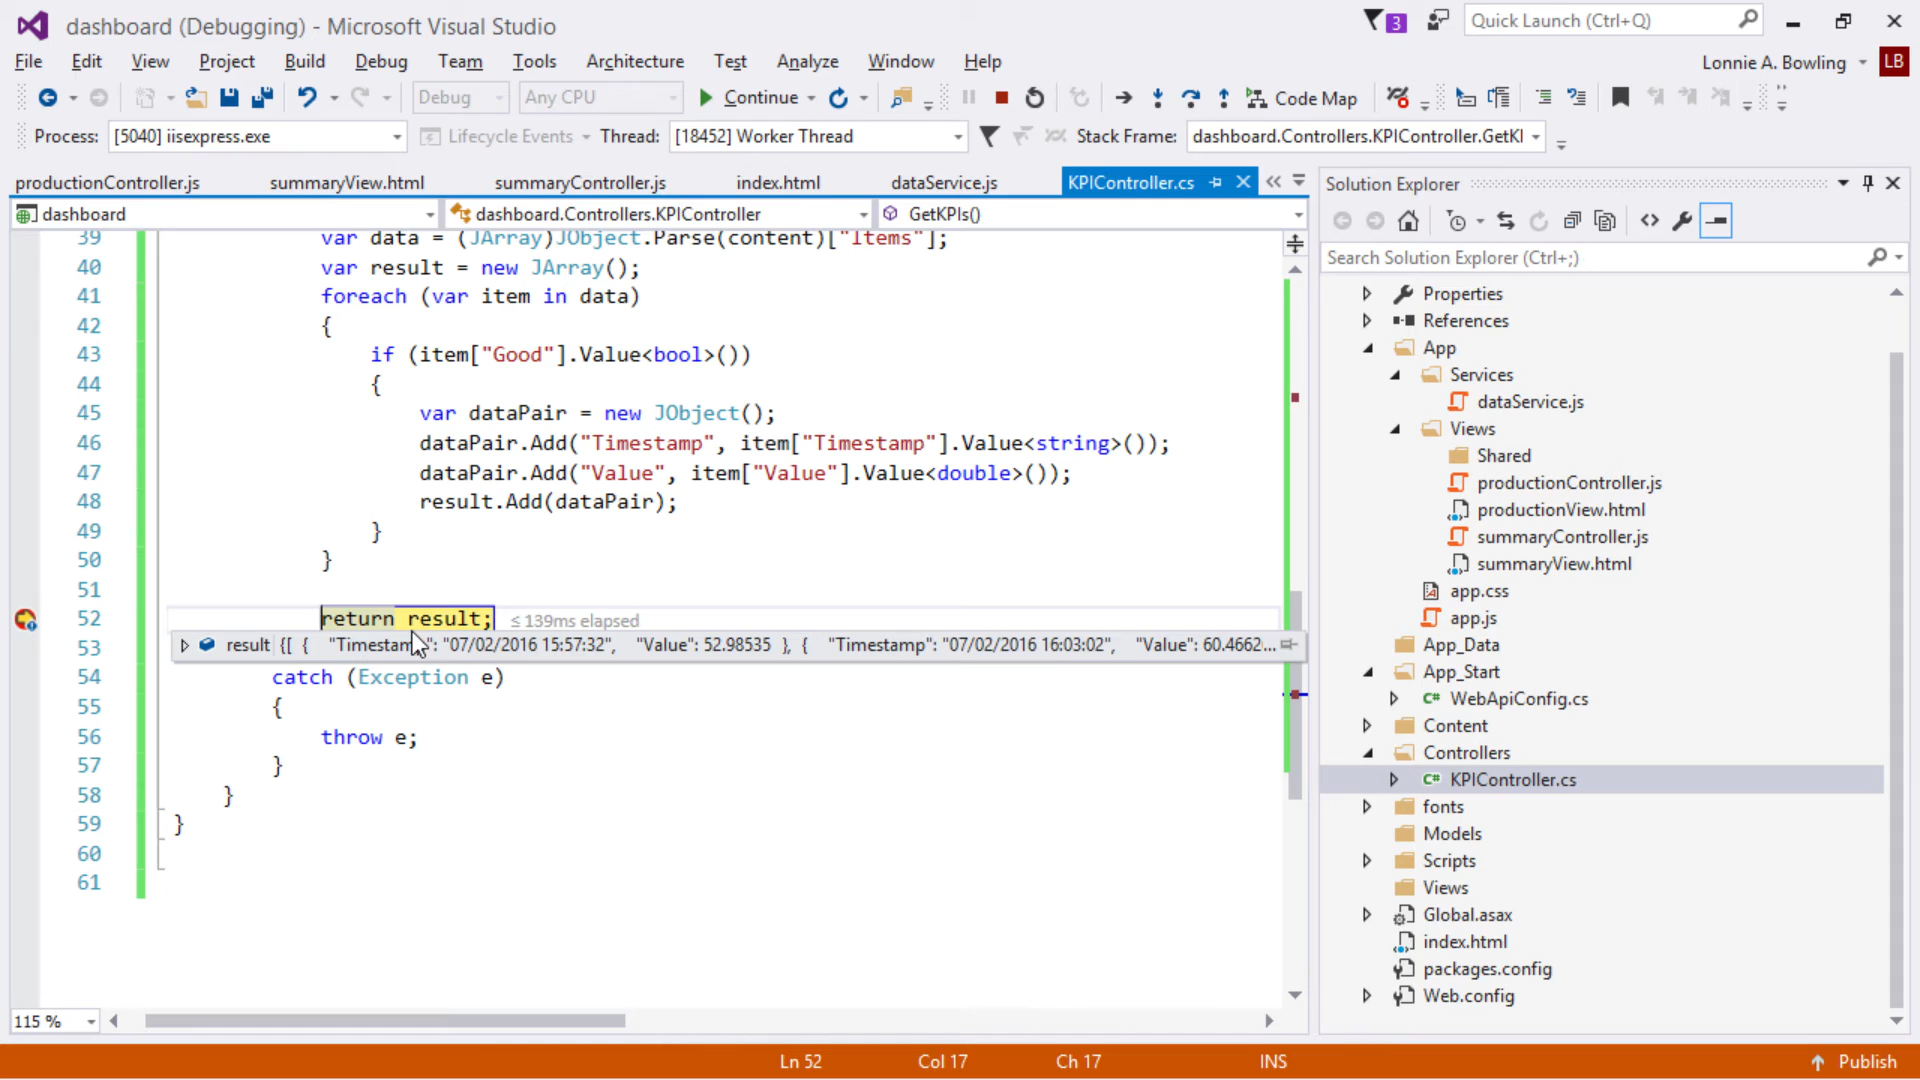 dashboard (Debugging) - Microsoft Visual Studio
3
Quick Launch (Ctrl+Q)
File Edit View Project Build Debug Team Tools Architecture Test Analyze Window Help
Lonnie A. Bowling LB
Debug Any CPU Continue Code Map
Process: [5040] iisexpress.exe Lifecycle Events Thread: [18452] Worker Thread Stack Frame: dashboard.Controllers.KPIController.GetKI
productionController.js summaryView.html summaryController.js index.html dataService.js KPIController.cs
dashboard dashboard.Controllers.KPIController GetKPIs()
39 var data = (JArray)JObject.Parse(content)["Items"];
40 var result = new JArray();
41 foreach (var item in data)
42 {
43 if (item["Good"].Value<bool>())
44 {
45 var dataPair = new JObject();
46 dataPair.Add("Timestamp", item["Timestamp"].Value<string>());
47 dataPair.Add("Value", item["Value"].Value<double>());
48 result.Add(dataPair);
49 }
50 }
51
52 return result; ≤ 139ms elapsed
53 result {[ { "Timestamp": "07/02/2016 15:57:32", "Value": 52.98535 }, { "Timestamp": "07/02/2016 16:03:02", "Value": 60.4662...
54 catch (Exception e)
55 {
56 throw e;
57 }
58 }
59 }
60
61
115 %
Solution Explorer
Search Solution Explorer (Ctrl+;)
Properties
References
App
Services
dataService.js
Views
Shared
productionController.js
productionView.html
summaryController.js
summaryView.html
app.css
app.js
App_Data
App_Start
C# WebApiConfig.cs
Content
Controllers
C# KPIController.cs
fonts
Models
Scripts
Views
Global.asax
index.html
packages.config
Web.config
Ln 52 Col 17 Ch 17 INS Publish